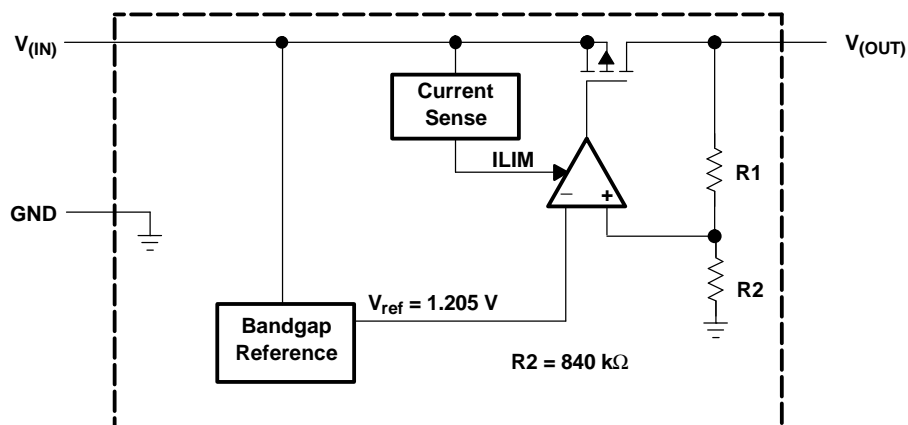 V(IN)
V(OUT)
Current
Sense
ILIM
R1
− +
GND
R2
Vref = 1.205 V
Bandgap
Reference
R2 = 840 kΩ